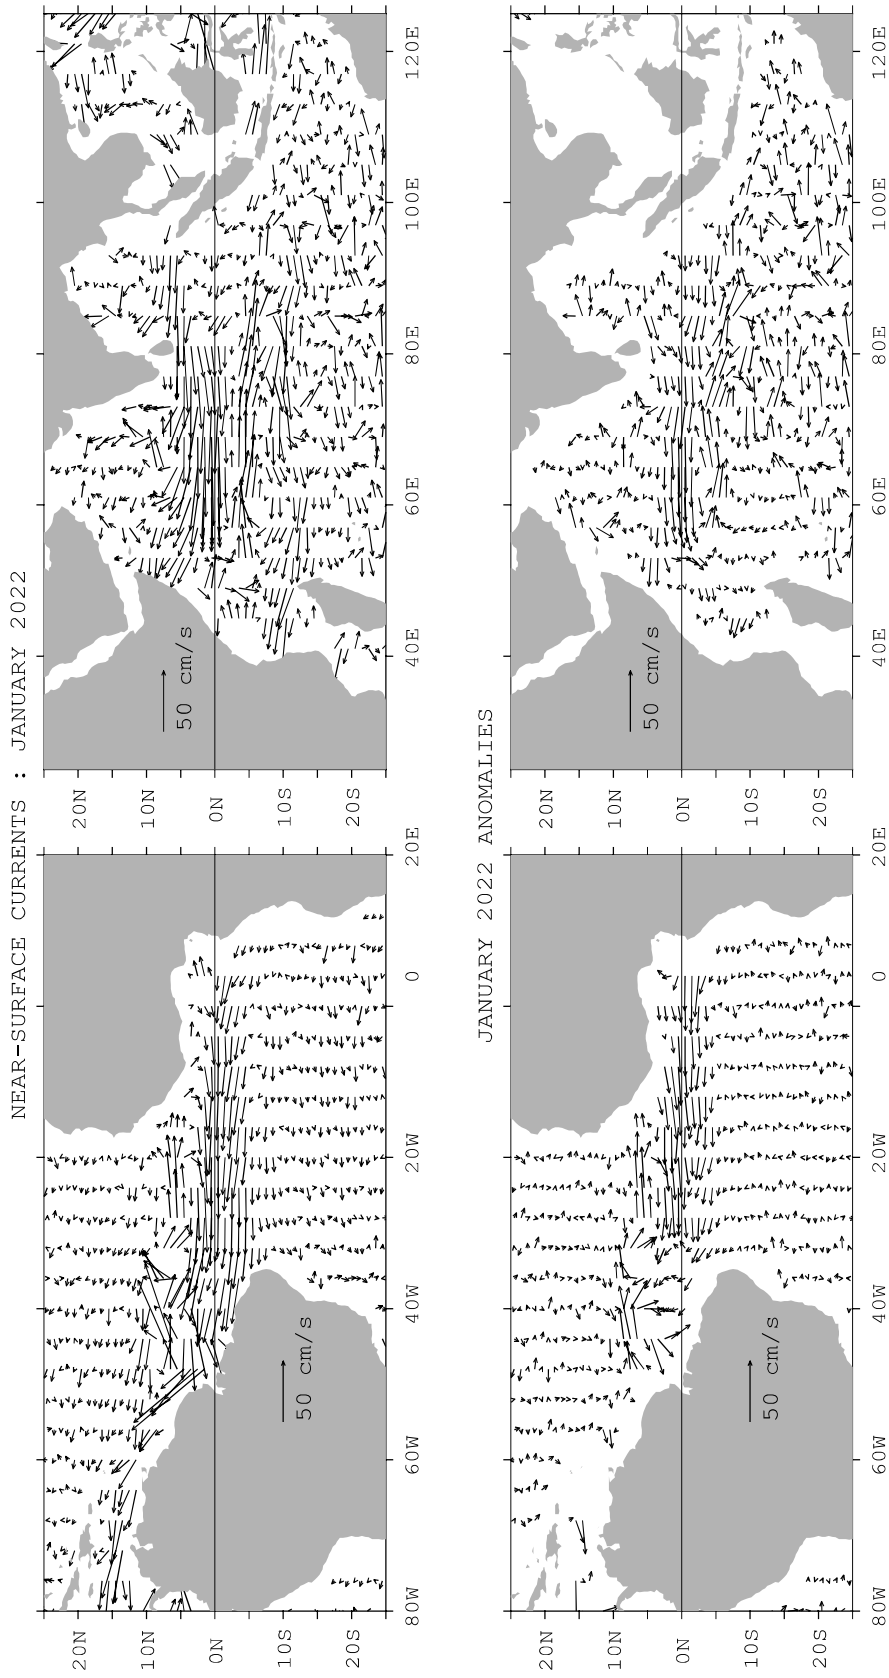 NEAR-SURFACE CURRENTS : JANUARY 2022
20N
10N
0N
10S
20S
50 cm/s
80W
60W
40W
20W
0
20E
20N
10N
0N
10S
20S
50 cm/s
40E
60E
80E
100E
120E
JANUARY 2022 ANOMALIES
20N
10N
0N
10S
20S
50 cm/s
80W
60W
40W
20W
0
20E
20N
10N
0N
10S
20S
50 cm/s
40E
60E
80E
100E
120E